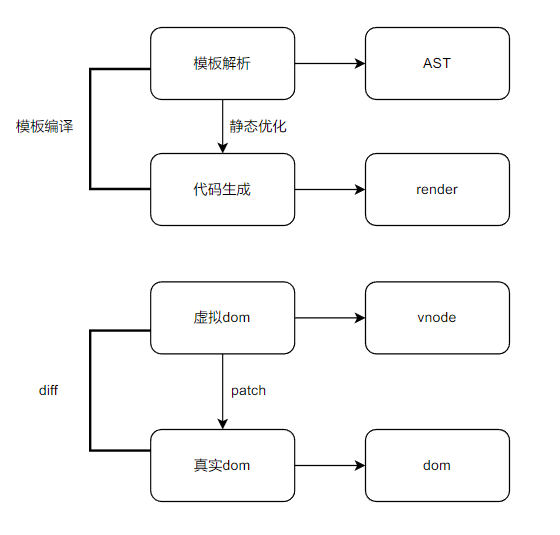 模板解析
AST
模板编译
静态优化
代码生成
render
虚拟dom
vnode
diff
patch
真实dom
dom